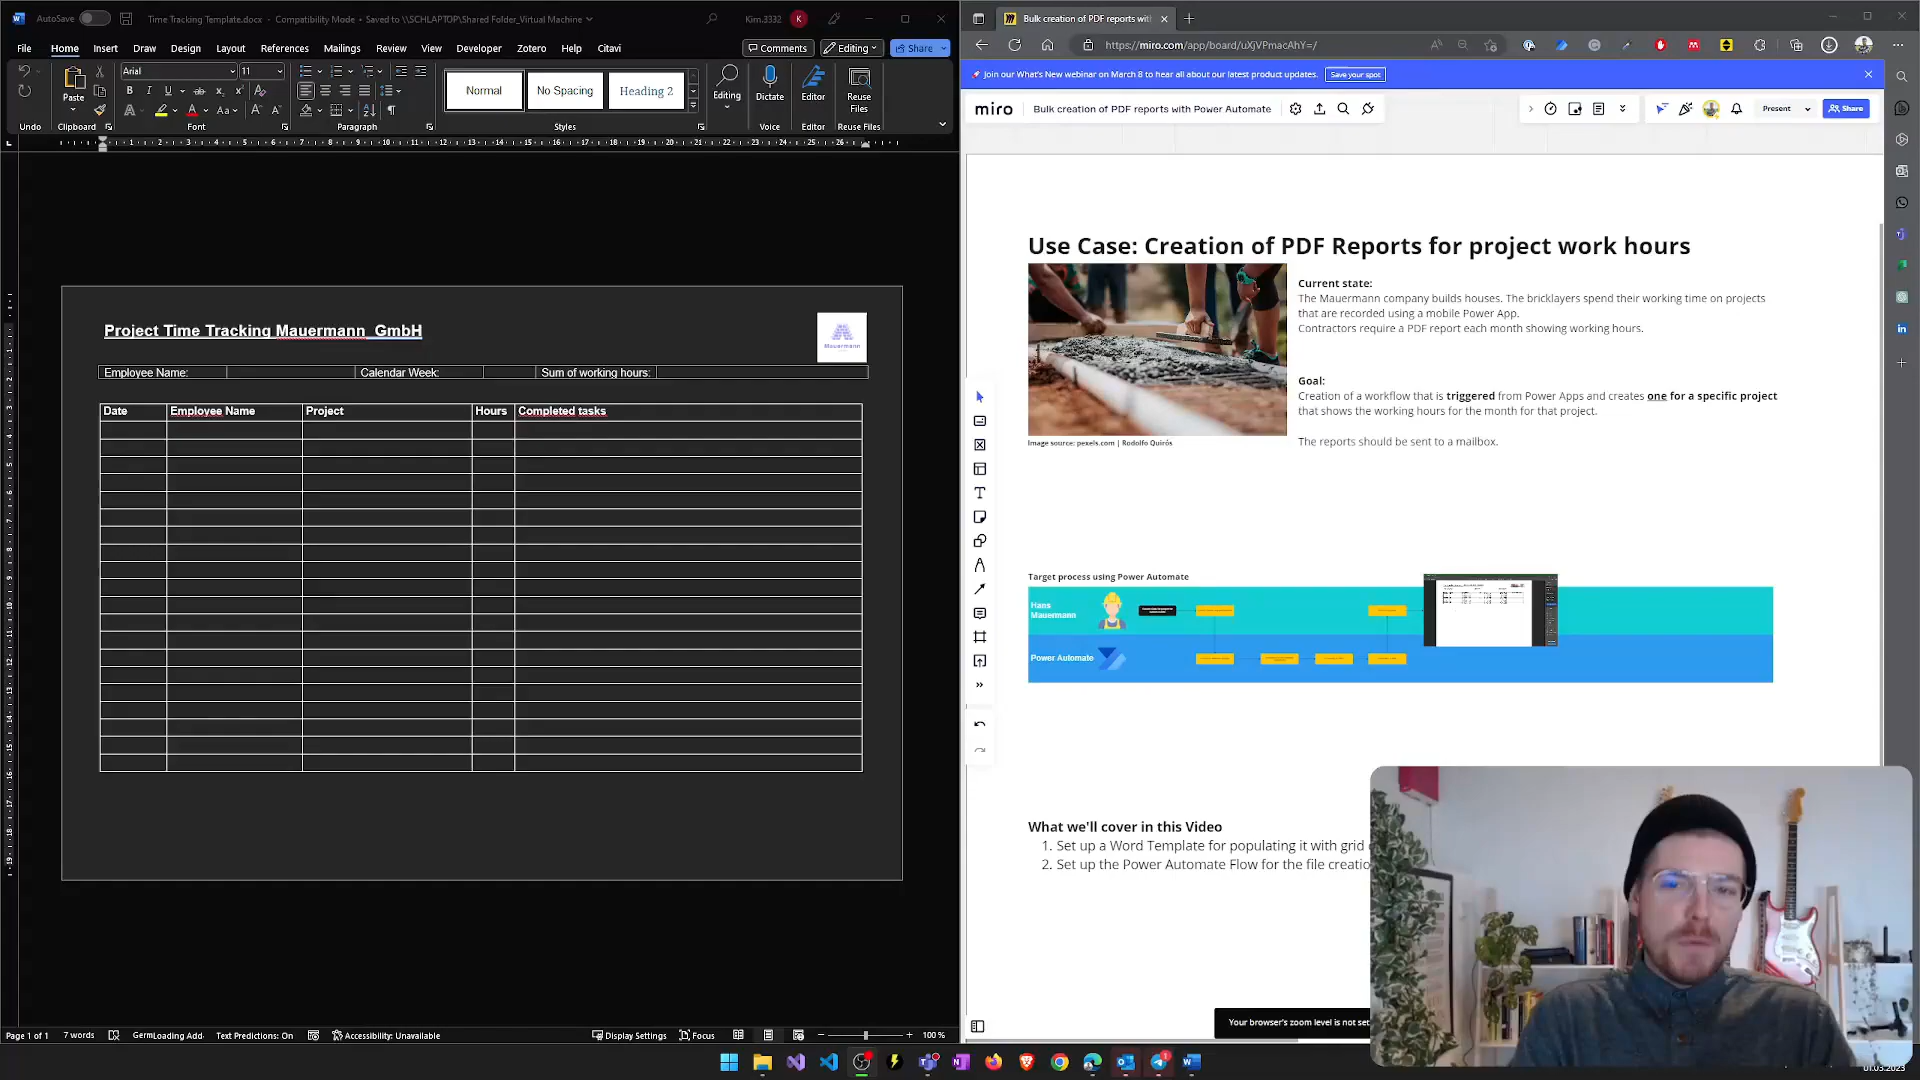 AutoSave
Time Tracking Template.docx - Compatibility Mode - Saved to \\SCHLAPTOP\Shared Folder_Virtual Machine
Kim.3332
K
File Home Insert Draw Design Layout References Mailings Review View Developer Zotero Help Citavi
Comments
Editing
Share
Arial
11
Paste
Normal
No Spacing
Heading 2
Editing
Dictate
Editor
Reuse Files
Undo
Clipboard
Font
Paragraph
Styles
Voice
Editor
Reuse Files
Project Time Tracking Mauermann GmbH
Mauermann
Employee Name:
Calendar Week:
Sum of working hours:
Date
Employee Name
Project
Hours
Completed tasks
Page 1 of 1
7 words
GermLoading Add-
Text Predictions: On
Accessibility: Unavailable
Display Settings
Focus
100 %
Bulk creation of PDF reports wit
https://miro.com/app/board/uXjVPmacAhY=/
Join our What's New webinar on March 8 to hear all about our latest product updates.
Save your spot
miro
Bulk creation of PDF reports with Power Automate
Present
Share
Use Case: Creation of PDF Reports for project work hours
Current state:
The Mauermann company builds houses. The bricklayers spend their working time on projects
that are recorded using a mobile Power App.
Contractors require a PDF report each month showing working hours.
Goal:
Creation of a workflow that is triggered from Power Apps and creates one for a specific project
that shows the working hours for the month for that project.
The reports should be sent to a mailbox.
Image source: pexels.com | Rodolfo Quirós
Target process using Power Automate
Hans
Mauermann
Power Automate
What we'll cover in this Video
1. Set up a Word Template for populating it with grid
2. Set up the Power Automate Flow for the file creatio
Your browser's zoom level is not set
01.03.2023